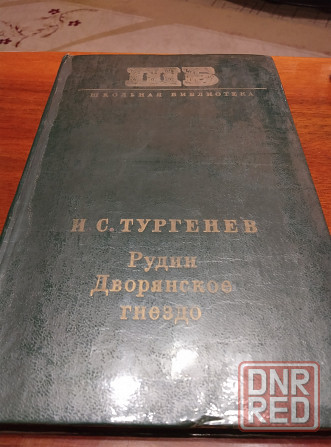 ШБ
ШКОЛЬНАЯ БИБЛИОТЕКА
И С. ТУРГЕНЕВ
Рудин
Дворянское
гнездо
DNR
RED